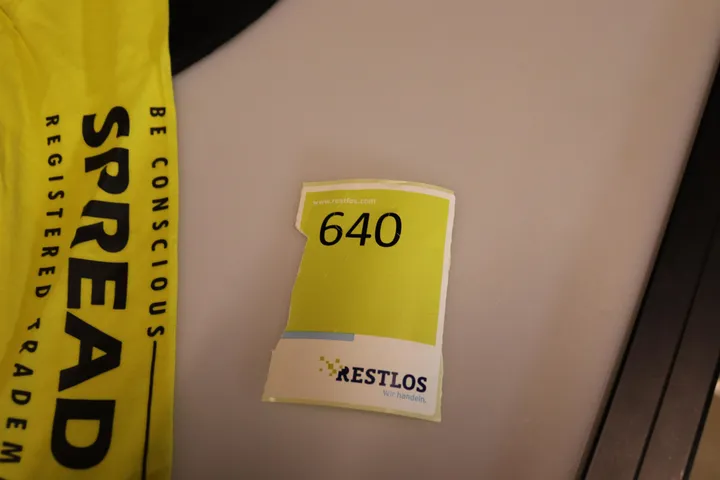 BE CONSCIOUS
SPREAD
REGISTERED TRADEM
www.restlos.com
640
RESTLOS
Wir handeln.